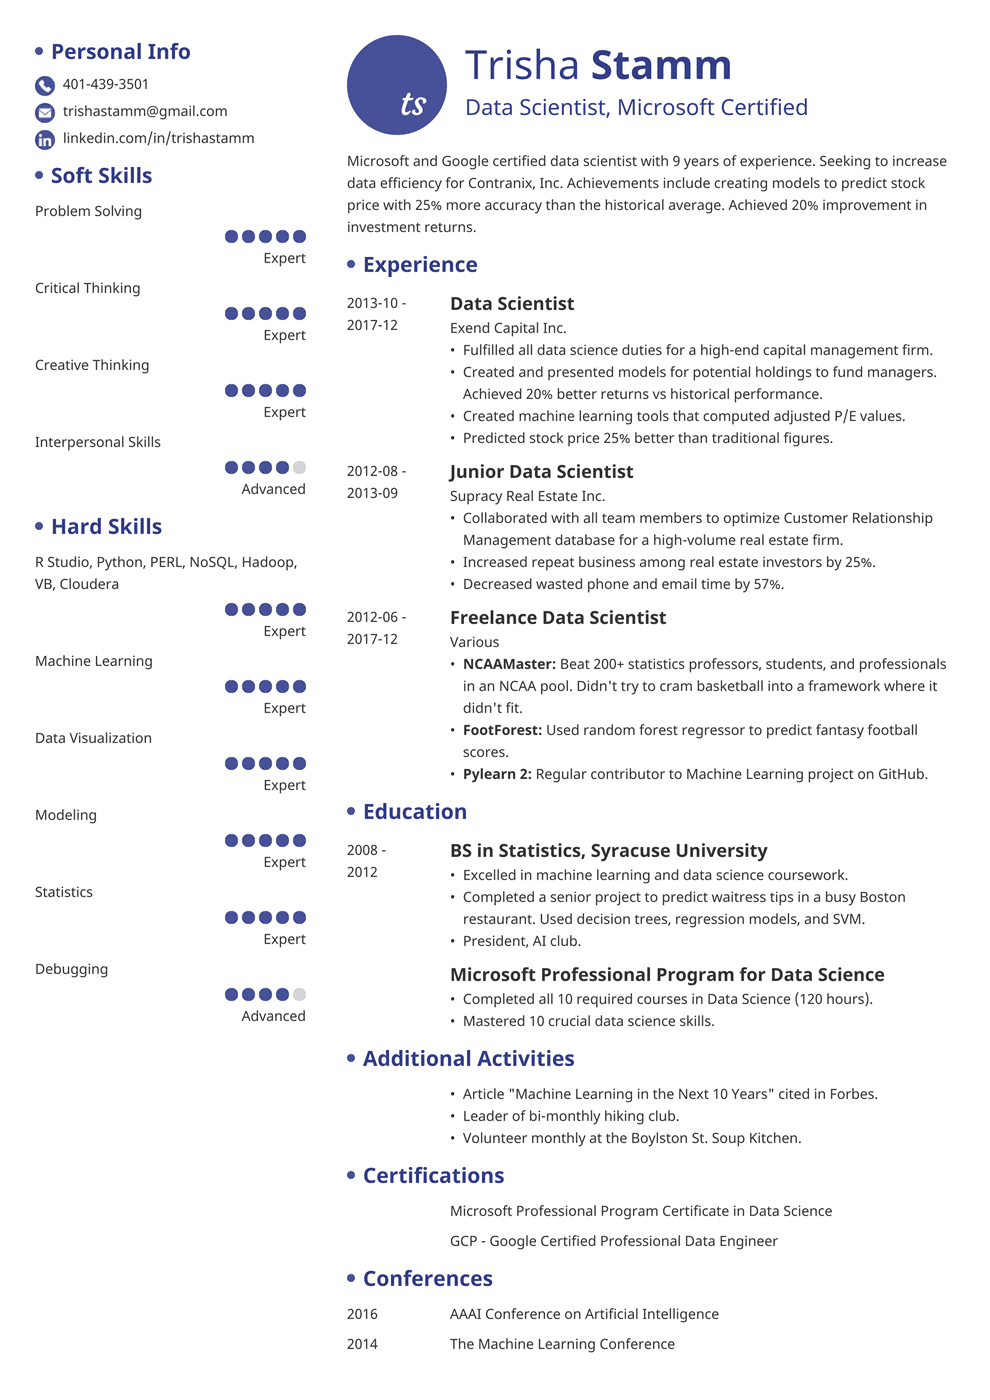 Personal Info
401-439-3501
trishastamm@gmail.com
linkedin.com/in/trishastamm
Soft Skills
Problem Solving
Expert
Critical Thinking
Expert
Creative Thinking
Expert
Interpersonal Skills
Advanced
Hard Skills
R Studio, Python, PERL, NoSQL, Hadoop,
VB, Cloudera
Expert
Machine Learning
Expert
Data Visualization
Expert
Modeling
Expert
Statistics
Expert
Debugging
Advanced
ts
Trisha Stamm
Data Scientist, Microsoft Certified
Microsoft and Google certified data scientist with 9 years of experience. Seeking to increase
data efficiency for Contranix, Inc. Achievements include creating models to predict stock
price with 25% more accuracy than the historical average. Achieved 20% improvement in
investment returns.
Experience
2013-10 -
2017-12
Data Scientist
Exend Capital Inc.
• Fulfilled all data science duties for a high-end capital management firm.
• Created and presented models for potential holdings to fund managers.
Achieved 20% better returns vs historical performance.
• Created machine learning tools that computed adjusted P/E values.
• Predicted stock price 25% better than traditional figures.
2012-08 -
2013-09
Junior Data Scientist
Supracy Real Estate Inc.
• Collaborated with all team members to optimize Customer Relationship
Management database for a high-volume real estate firm.
• Increased repeat business among real estate investors by 25%.
• Decreased wasted phone and email time by 57%.
2012-06 -
2017-12
Freelance Data Scientist
Various
• NCAAMaster: Beat 200+ statistics professors, students, and professionals
in an NCAA pool. Didn't try to cram basketball into a framework where it
didn't fit.
• FootForest: Used random forest regressor to predict fantasy football
scores.
• Pylearn 2: Regular contributor to Machine Learning project on GitHub.
Education
2008 -
2012
BS in Statistics, Syracuse University
• Excelled in machine learning and data science coursework.
• Completed a senior project to predict waitress tips in a busy Boston
restaurant. Used decision trees, regression models, and SVM.
• President, AI club.
Microsoft Professional Program for Data Science
• Completed all 10 required courses in Data Science (120 hours).
• Mastered 10 crucial data science skills.
Additional Activities
• Article "Machine Learning in the Next 10 Years" cited in Forbes.
• Leader of bi-monthly hiking club.
• Volunteer monthly at the Boylston St. Soup Kitchen.
Certifications
Microsoft Professional Program Certificate in Data Science
GCP - Google Certified Professional Data Engineer
Conferences
2016 AAAI Conference on Artificial Intelligence
2014 The Machine Learning Conference